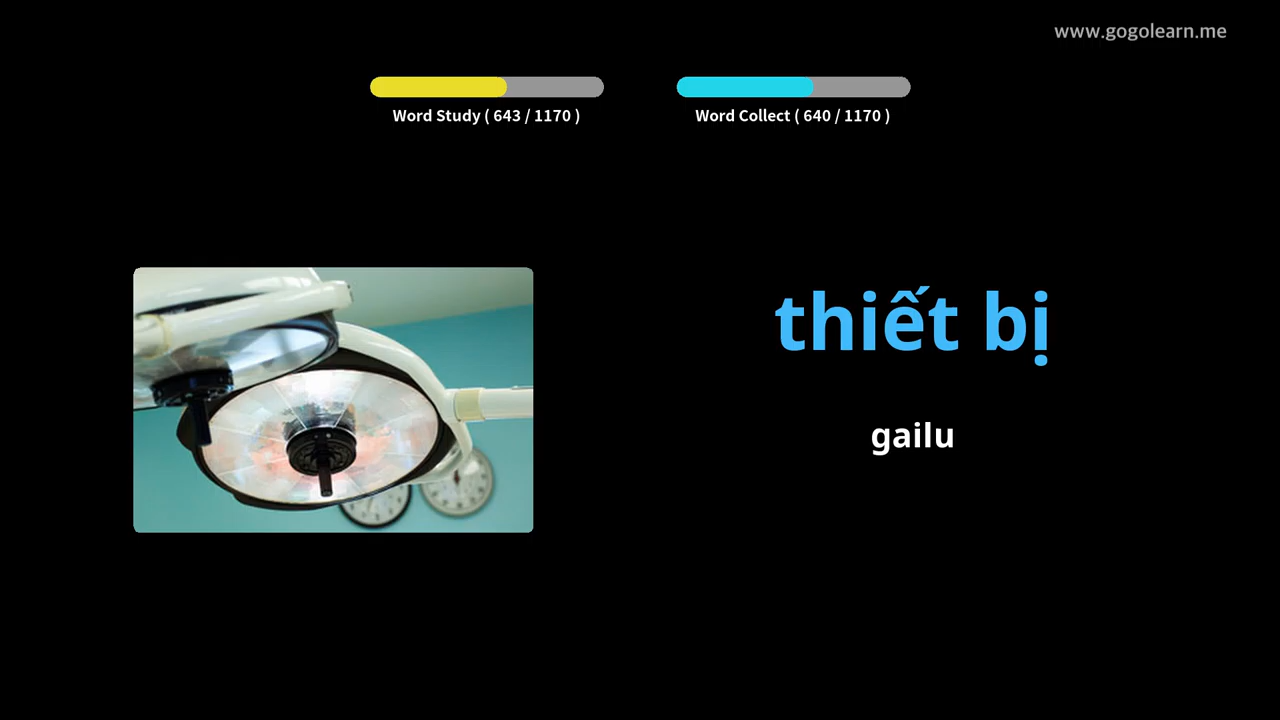 www.gogolearn.me
Word Study ( 643 / 1170 )
Word Collect ( 640 / 1170 )
thiết bị
gailu